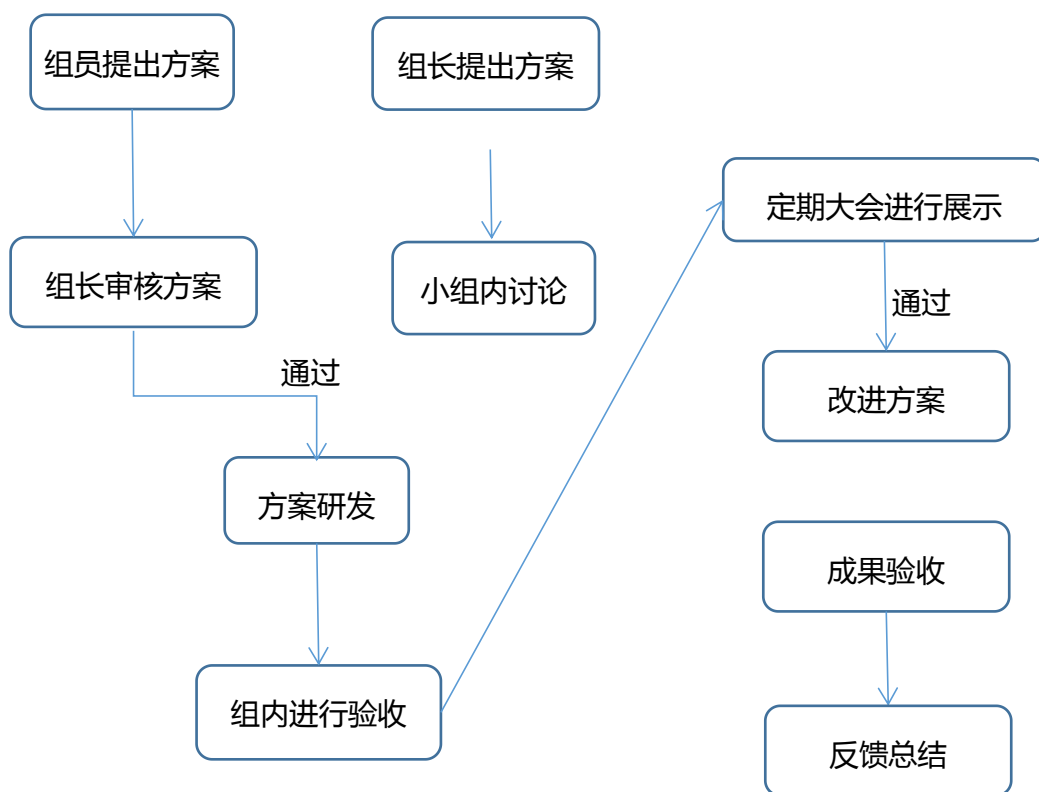 组员提出方案
组长提出方案
组长审核方案
小组内讨论
通过
方案研发
组内进行验收
定期大会进行展示
通过
改进方案
成果验收
反馈总结